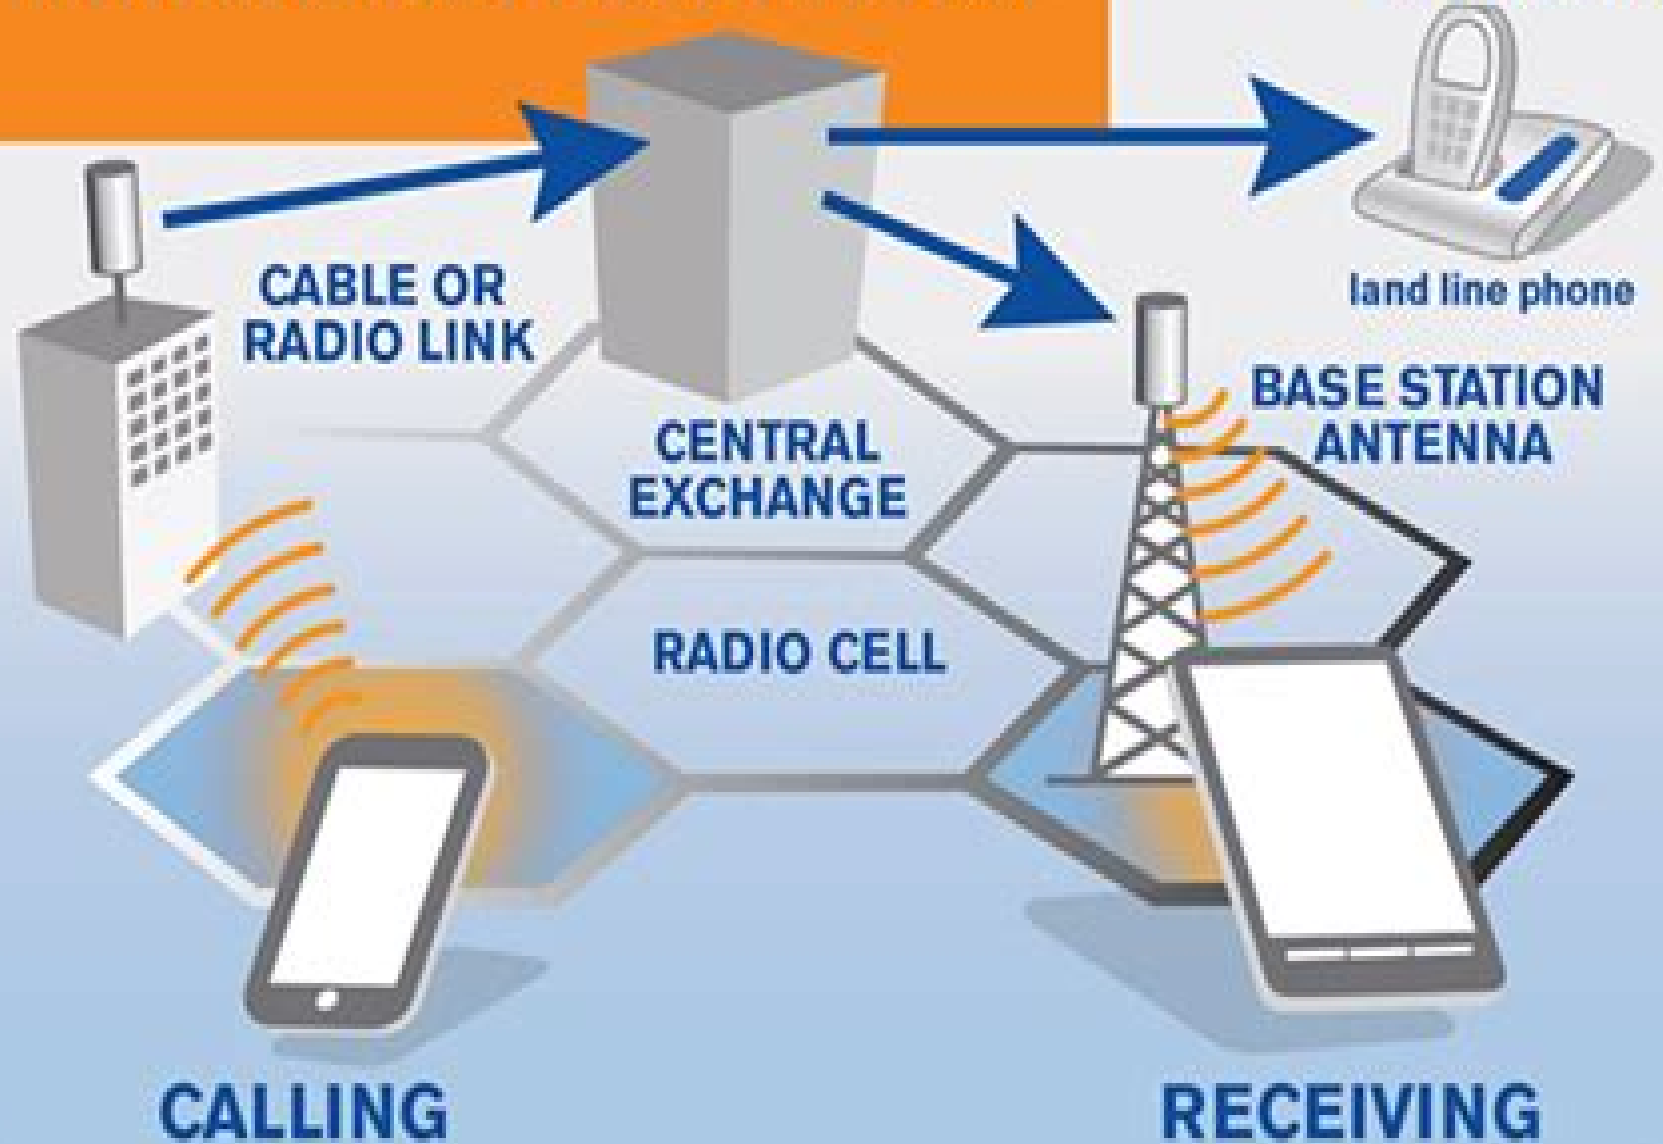 CABLE OR
RADIO LINK
land line phone
BASE STATION
ANTENNA
CENTRAL
EXCHANGE
RADIO CELL
CALLING
RECEIVING